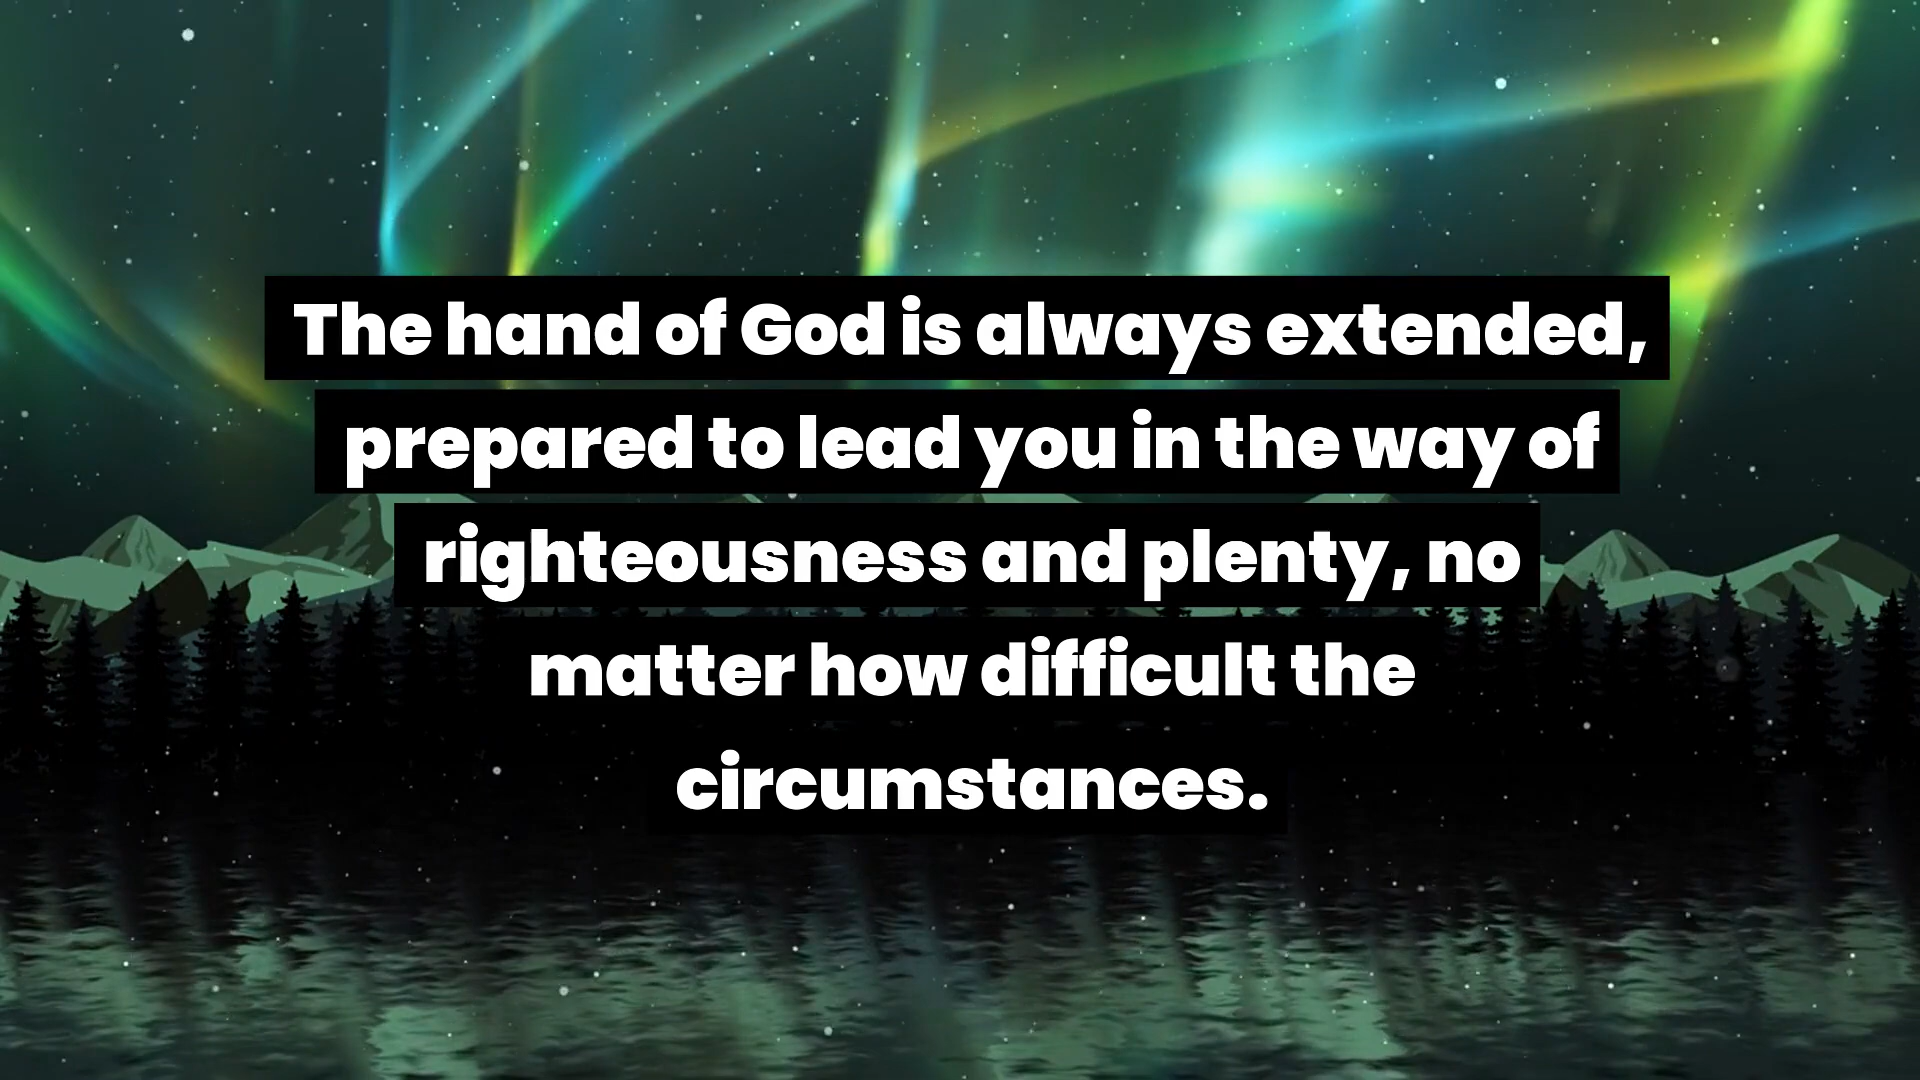 The hand of God is always extended,
prepared to lead you in the way of
righteousness and plenty, no
matter how difficult the
circumstances.